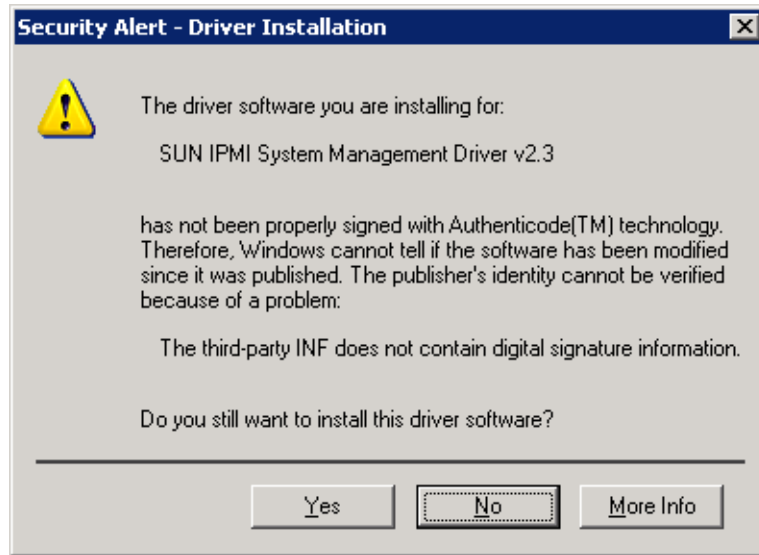 Security Alert - Driver Installation
The driver software you are installing for:
SUN IPMI System Management Driver v2.3
has not been properly signed with Authenticode(TM) technology.
Therefore, Windows cannot tell if the software has been modified
since it was published. The publisher's identity cannot be verified
because of a problem:
The third-party INF does not contain digital signature information.
Do you still want to install this driver software?
Yes No More Info